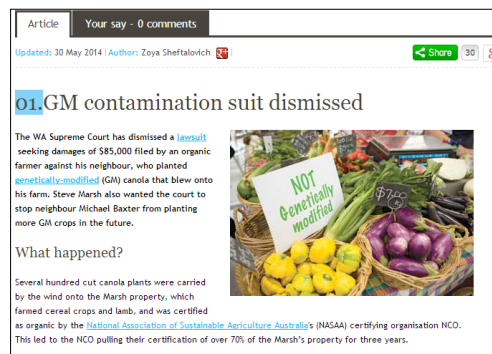 Article
Your say - 0 comments
Updated: 30 May 2014 | Author: Zoya Sheftalovich
Share
30
01.GM contamination suit dismissed
The WA Supreme Court has dismissed a lawsuit
seeking damages of $85,000 filed by an organic
farmer against his neighbour, who planted
genetically-modified (GM) canola that blew onto
his farm. Steve Marsh also wanted the court to
stop neighbour Michael Baxter from planting
more GM crops in the future.
NOT
Genetically
modified
What happened?
Several hundred cut canola plants were carried
by the wind onto the Marsh property, which
farmed cereal crops and lamb, and was certified
as organic by the National Association of Sustainable Agriculture Australia's (NASAA) certifying organisation NCO.
This led to the NCO pulling their certification of over 70% of the Marsh's property for three years.